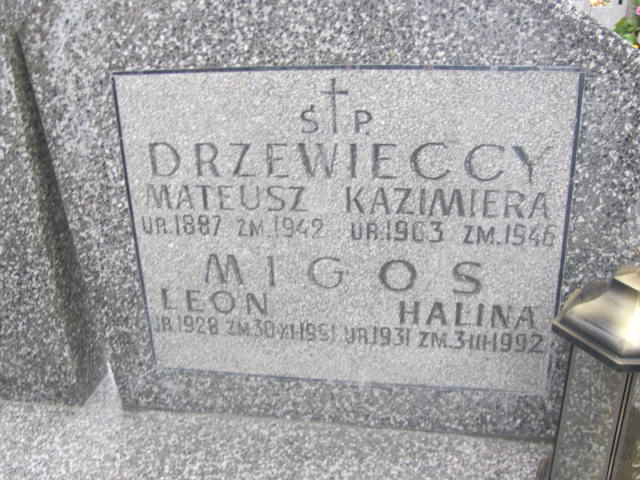 Ś P.
DRZEWIECCY
MATEUSZ KAZIMIERA
UR.1887 ZM.1942 UR.1903 ZM.1946
MIGOS
LEON HALINA
UR.1928 ZM.30.XI.1991 UR.1931 ZM.3.III.1992